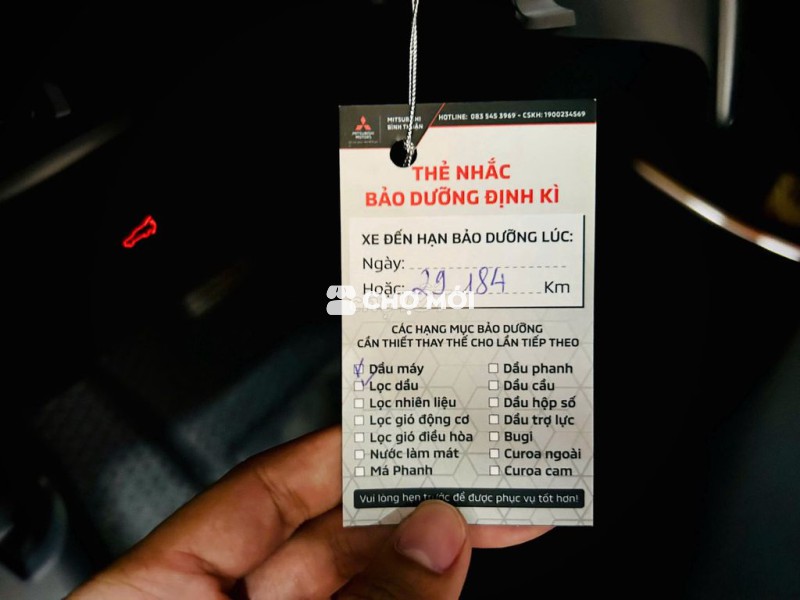 MITSUBISHI
MOTORS
MITSUBISHI
BÌNH THUẬN
HOTLINE: 083 545 3969 - CSKH: 1900234569
THẺ NHẮC
BẢO DƯỠNG ĐỊNH KÌ
XE ĐẾN HẠN BẢO DƯỠNG LÚC:
Ngày:
Hoặc: 29 184 Km
CHỢ MỚI
CÁC HẠNG MỤC BẢO DƯỠNG
CẦN THIẾT THAY THẾ CHO LẦN TIẾP THEO
Dầu máy
Lọc dầu
Lọc nhiên liệu
Lọc gió động cơ
Lọc gió điều hòa
Nước làm mát
Má Phanh
Dầu phanh
Dầu cầu
Dầu hộp số
Dầu trợ lực
Bugi
Curoa ngoài
Curoa cam
Vui lòng hẹn trước để được phục vụ tốt hơn!